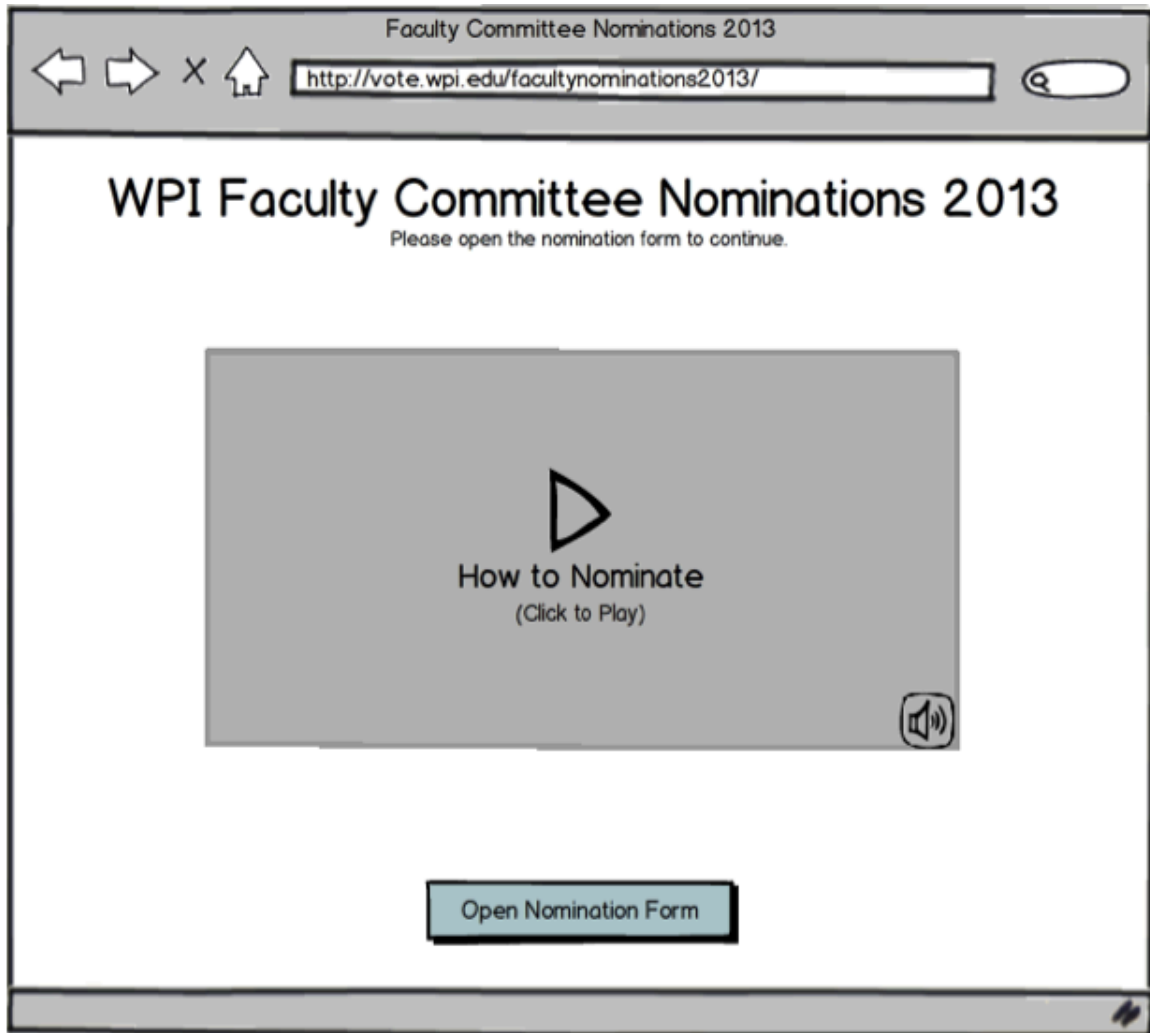 Faculty Committee Nominations 2013
http://vote.wpi.edu/facultynominations2013/
WPI Faculty Committee Nominations 2013
Please open the nomination form to continue.
How to Nominate
(Click to Play)
Open Nomination Form